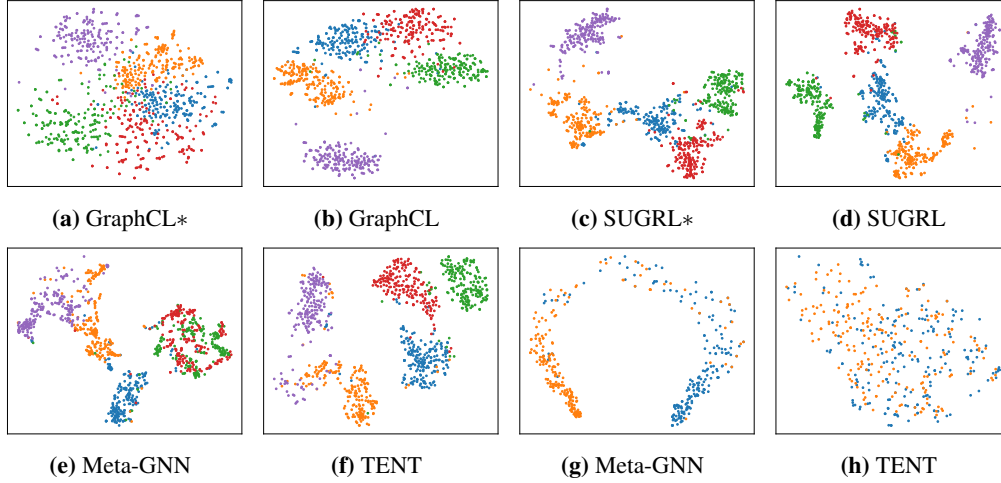 (a) GraphCL∗
(b) GraphCL
(c) SUGRL∗
(d) SUGRL
(e) Meta-GNN
(f) TENT
(g) Meta-GNN
(h) TENT